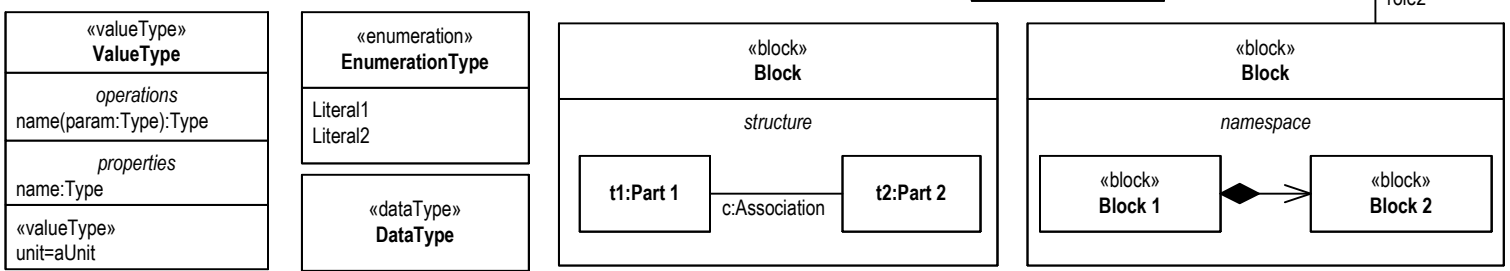 role2
«valueType»
ValueType
operations
name(param:Type):Type
properties
name:Type
«valueType»
unit=aUnit
«enumeration»
EnumerationType
Literal1
Literal2
«dataType»
DataType
«block»
Block
structure
t1:Part 1
c:Association
t2:Part 2
«block»
Block
namespace
«block»
Block 1
«block»
Block 2